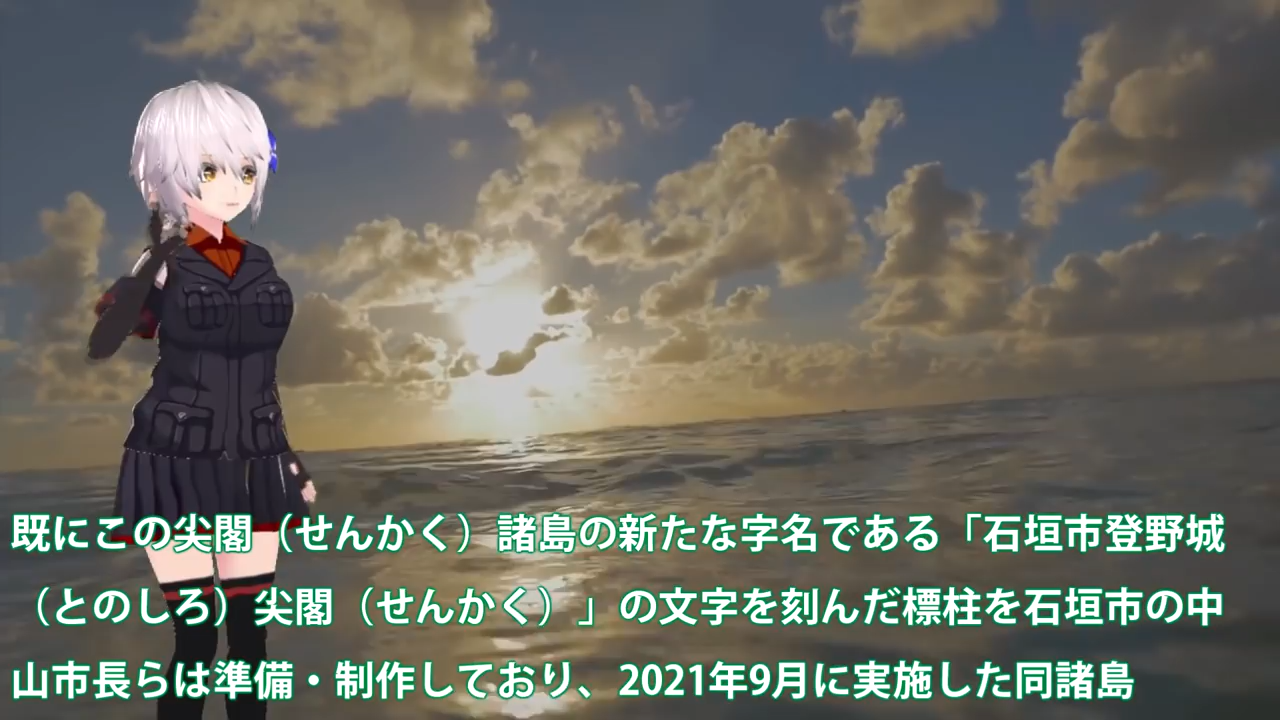 既にこの尖閣（せんかく）諸島の新たな字名である「石垣市登野城
（とのしろ）尖閣（せんかく）」の文字を刻んだ標柱を石垣市の中
山市長らは準備・制作しており、2021年9月に実施した同諸島